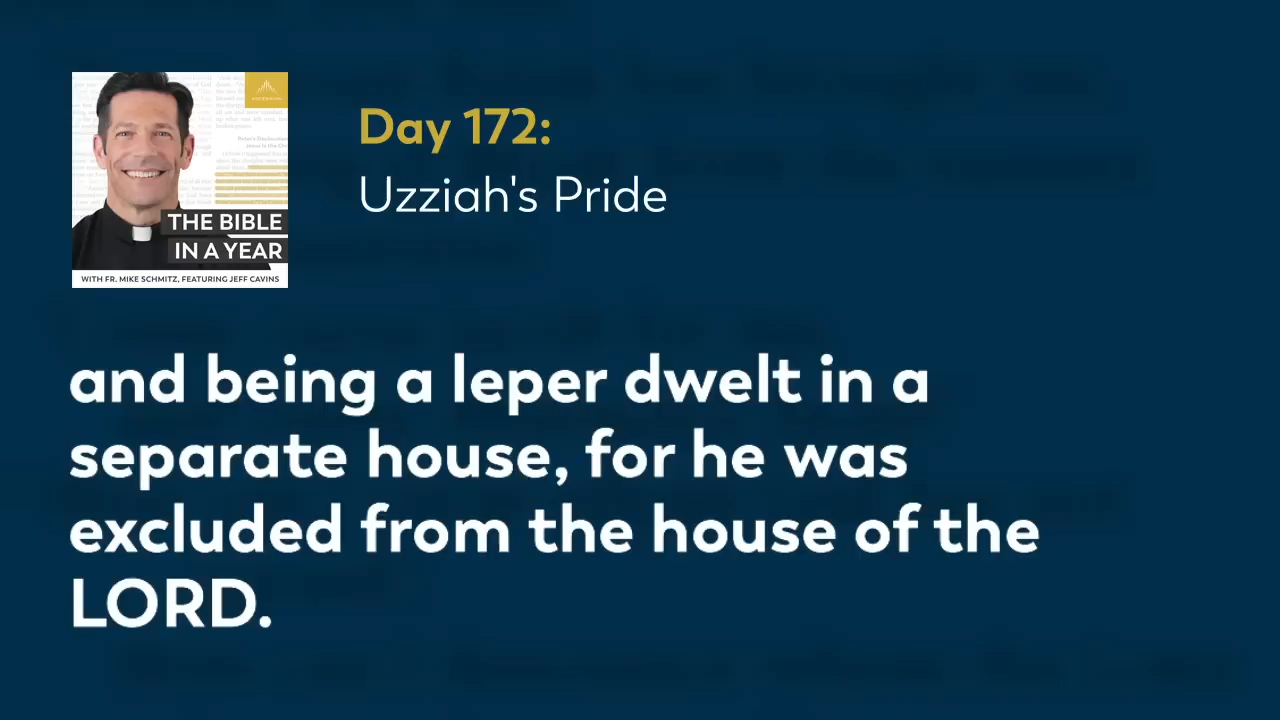 Day 172:
Uzziah's Pride
THE BIBLE
IN A YEAR
WITH FR. MIKE SCHMITZ, FEATURING JEFF CAVINS
and being a leper dwelt in a
separate house, for he was
excluded from the house of the
LORD.